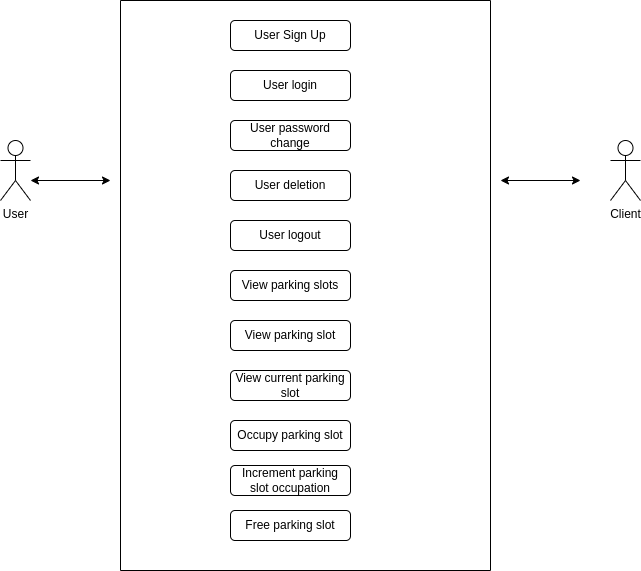 User Sign Up
User login
User password
change
User deletion
User
Client
User logout
View parking slots
View parking slot
View current parking
slot
Occupy parking slot
Increment parking
slot occupation
Free parking slot